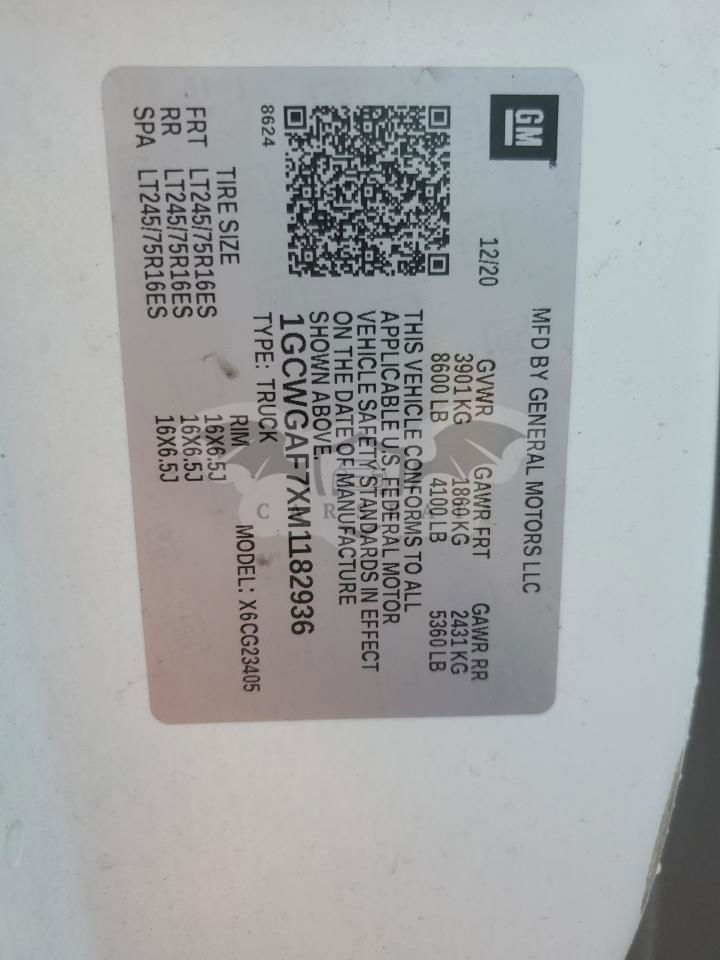 GM
MFD BY GENERAL MOTORS LLC
12/20
GVWR GAWR FRT GAWR RR
3901 KG 1860 KG 2431 KG
8600 LB 4100 LB 5360 LB
THIS VEHICLE CONFORMS TO ALL
APPLICABLE U.S. FEDERAL MOTOR
VEHICLE SAFETY STANDARDS IN EFFECT
ON THE DATE OF MANUFACTURE
SHOWN ABOVE.
1GCWGAF7XM1182936
8624 TYPE: TRUCK MODEL: X6CG23405
TIRE SIZE RIM
FRT LT245/75R16ES 16X6.5J
RR LT245/75R16ES 16X6.5J
SPA LT245/75R16ES 16X6.5J